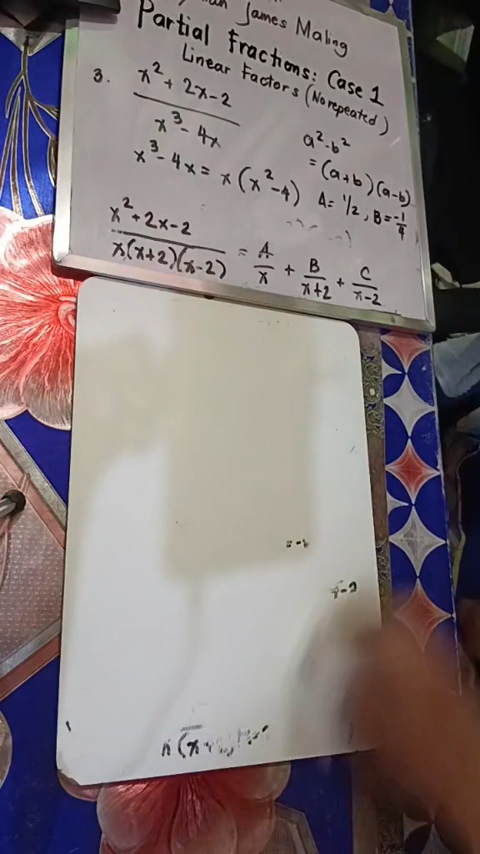 James Maling
Partial Fractions: Case 1
Linear Factors (No repeated)
3. x² + 2x - 2
x³ - 4x
a² - b²
= (a+b)(a-b)
x³ - 4x = x(x² - 4)
A = 1/2, B = -1/4
x² + 2x - 2 / x(x+2)(x-2) = A/x + B/x+2 + C/x-2